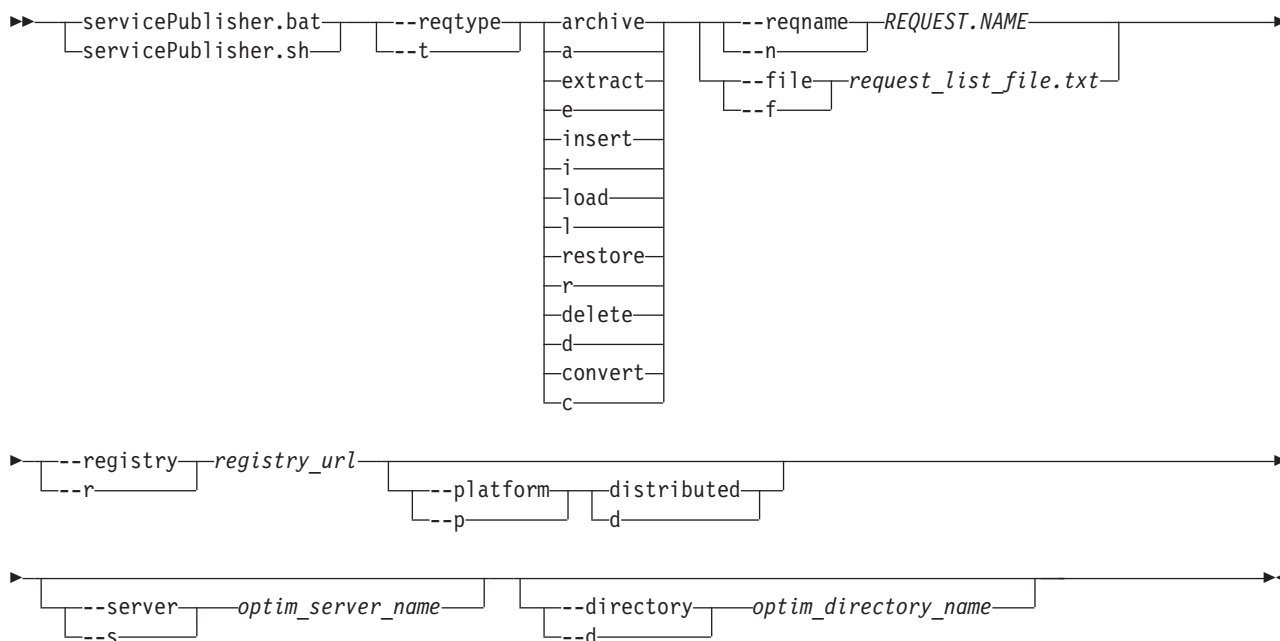 servicePublisher.bat --reqtype archive --reqname REQUEST.NAME
servicePublisher.sh --t a --n
extract --file request_list_file.txt
e --f
insert
i
load
l
restore
r
delete
d
convert
c
--registry registry_url
--r --platform distributed
--p d
--server optim_server_name --directory optim_directory_name
--s --d